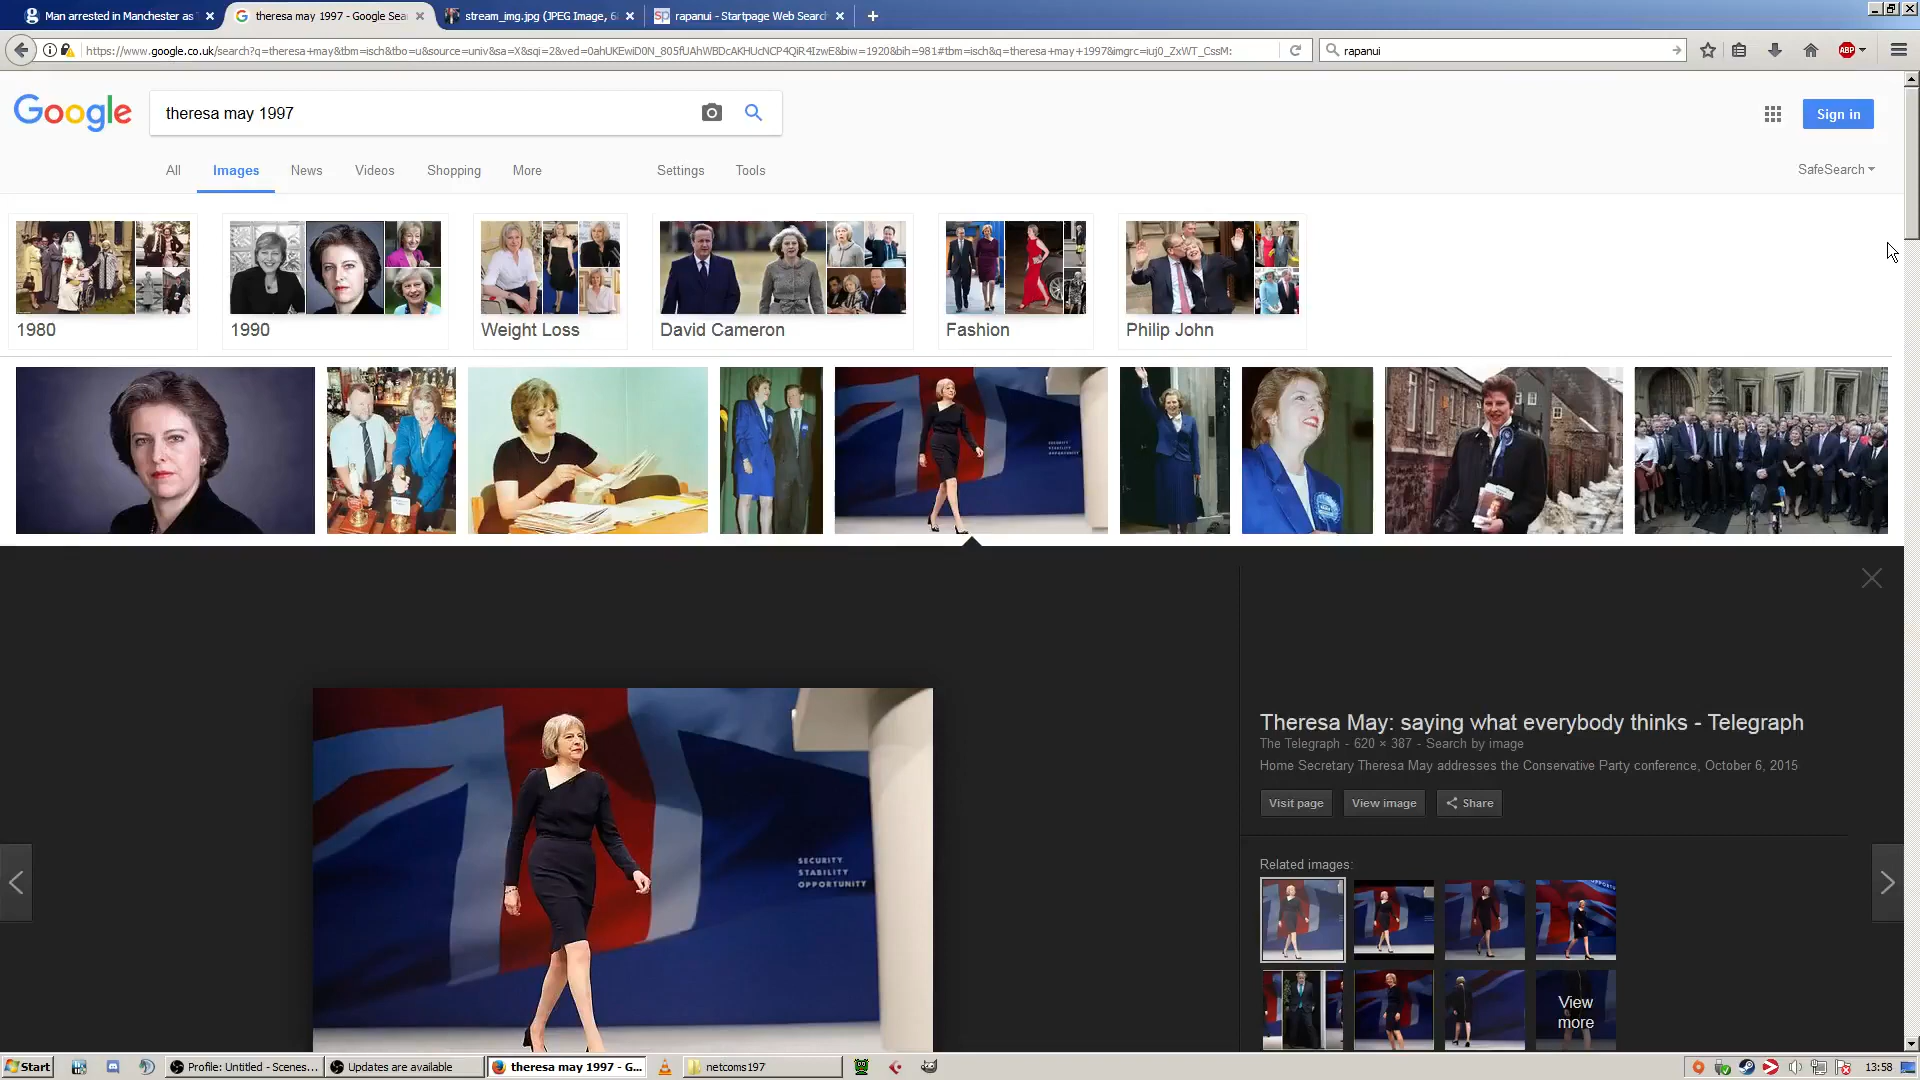 Man arrested in Manchester as
theresa may 1997 - Google Sea
stream_img.jpg (JPEG Image, 6
rapanui - Startpage Web Search
https://www.google.co.uk/search?q=theresa+may&tbm=isch&tbo=u&source=univ&sa=X&sqi=2&ved=0ahUKEwiD0N_805fUAhWBDcAKHUcNCP4QiR4IzwE&biw=1920&bih=981#tbm=isch&q=theresa+may+1997&imgrc=iuj0_ZxWT_CssM:
rapanui
ABP
Google
theresa may 1997
Sign in
All
Images
News
Videos
Shopping
More
Settings
Tools
SafeSearch
1980
1990
Weight Loss
David Cameron
Fashion
Philip John
SECURITY
STABILITY
OPPORTUNITY
Theresa May: saying what everybody thinks - Telegraph
The Telegraph - 620 × 387 - Search by image
Home Secretary Theresa May addresses the Conservative Party conference, October 6, 2015
Visit page
View image
Share
SECURITY
STABILITY
OPPORTUNITY
Related images:
View
more
Start
Profile: Untitled - Scenes...
Updates are available
theresa may 1997 - G...
netcoms197
13:58